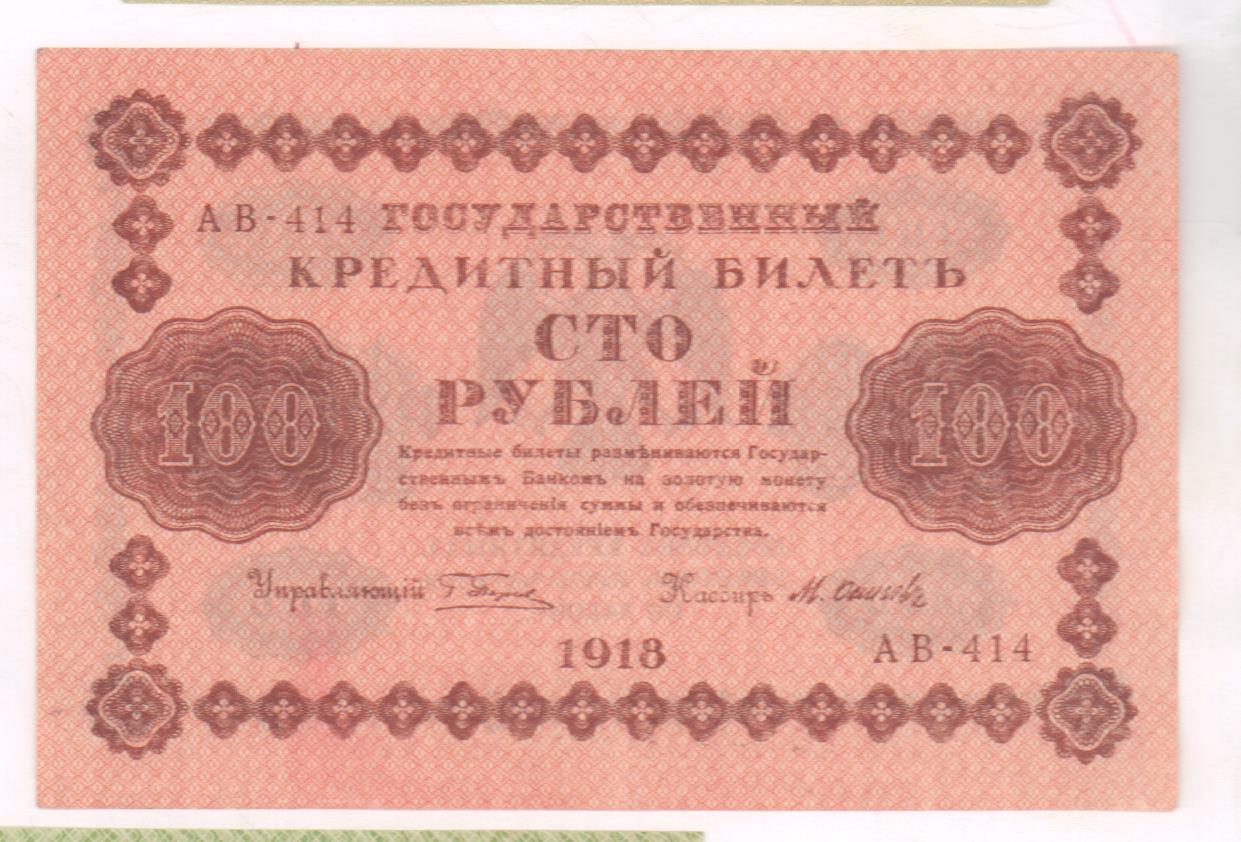 АВ-414 ГОСУДАРСТВЕННЫЙ
КРЕДИТНЫЙ БИЛЕТЪ
СТО
РУБЛЕЙ
100
100
Кредитные билеты размѣниваются Государ-
ственнымъ Банкомъ на золотую монету
безъ ограниченія суммы и обезпечиваются
всѣмъ достояніемъ Государства.
Управляющій
Кассиръ М. Осиповъ
1918
АВ-414